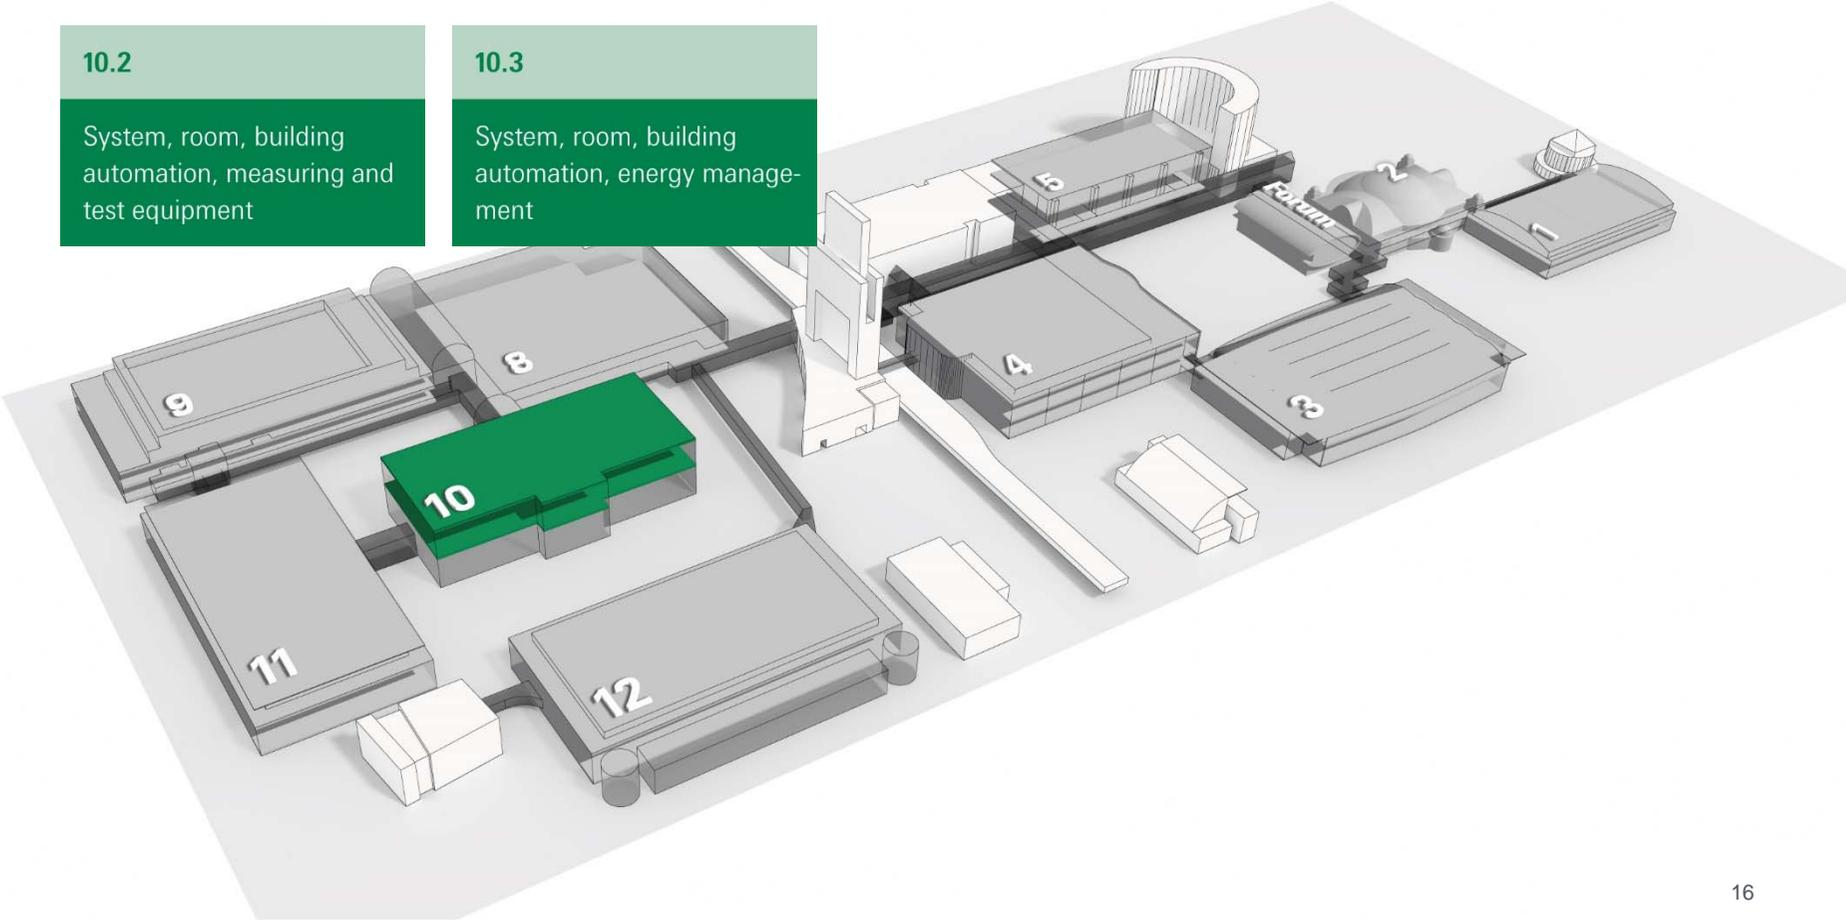 10.2
System, room, building
automation, measuring and
test equipment
10.3
System, room, building
automation, energy manage-
ment
5
Forum
2
1
9
8
4
3
10
11
12
16